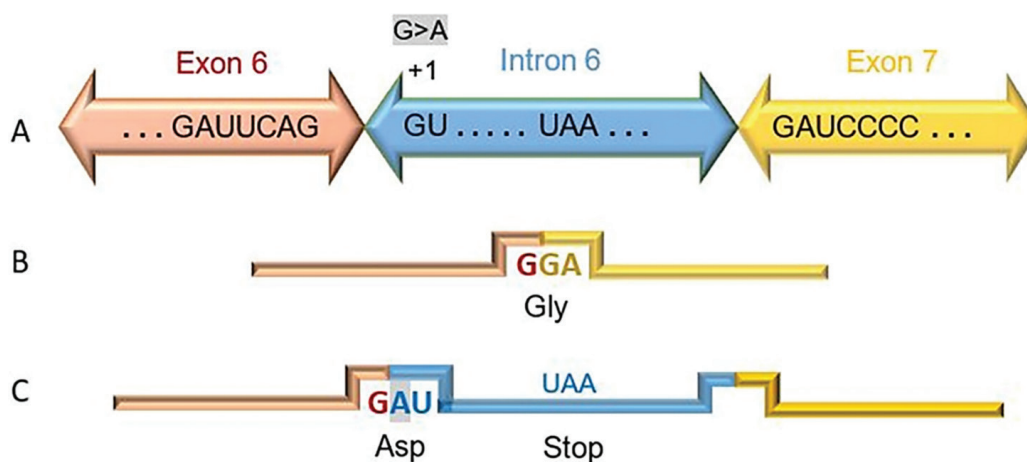 G>A
Exon 6 +1 Intron 6 Exon 7
A ... GAUUCAG GU ..... UAA ... GAUCCCC ...
B GGA
Gly
C GAU UAA
Asp Stop